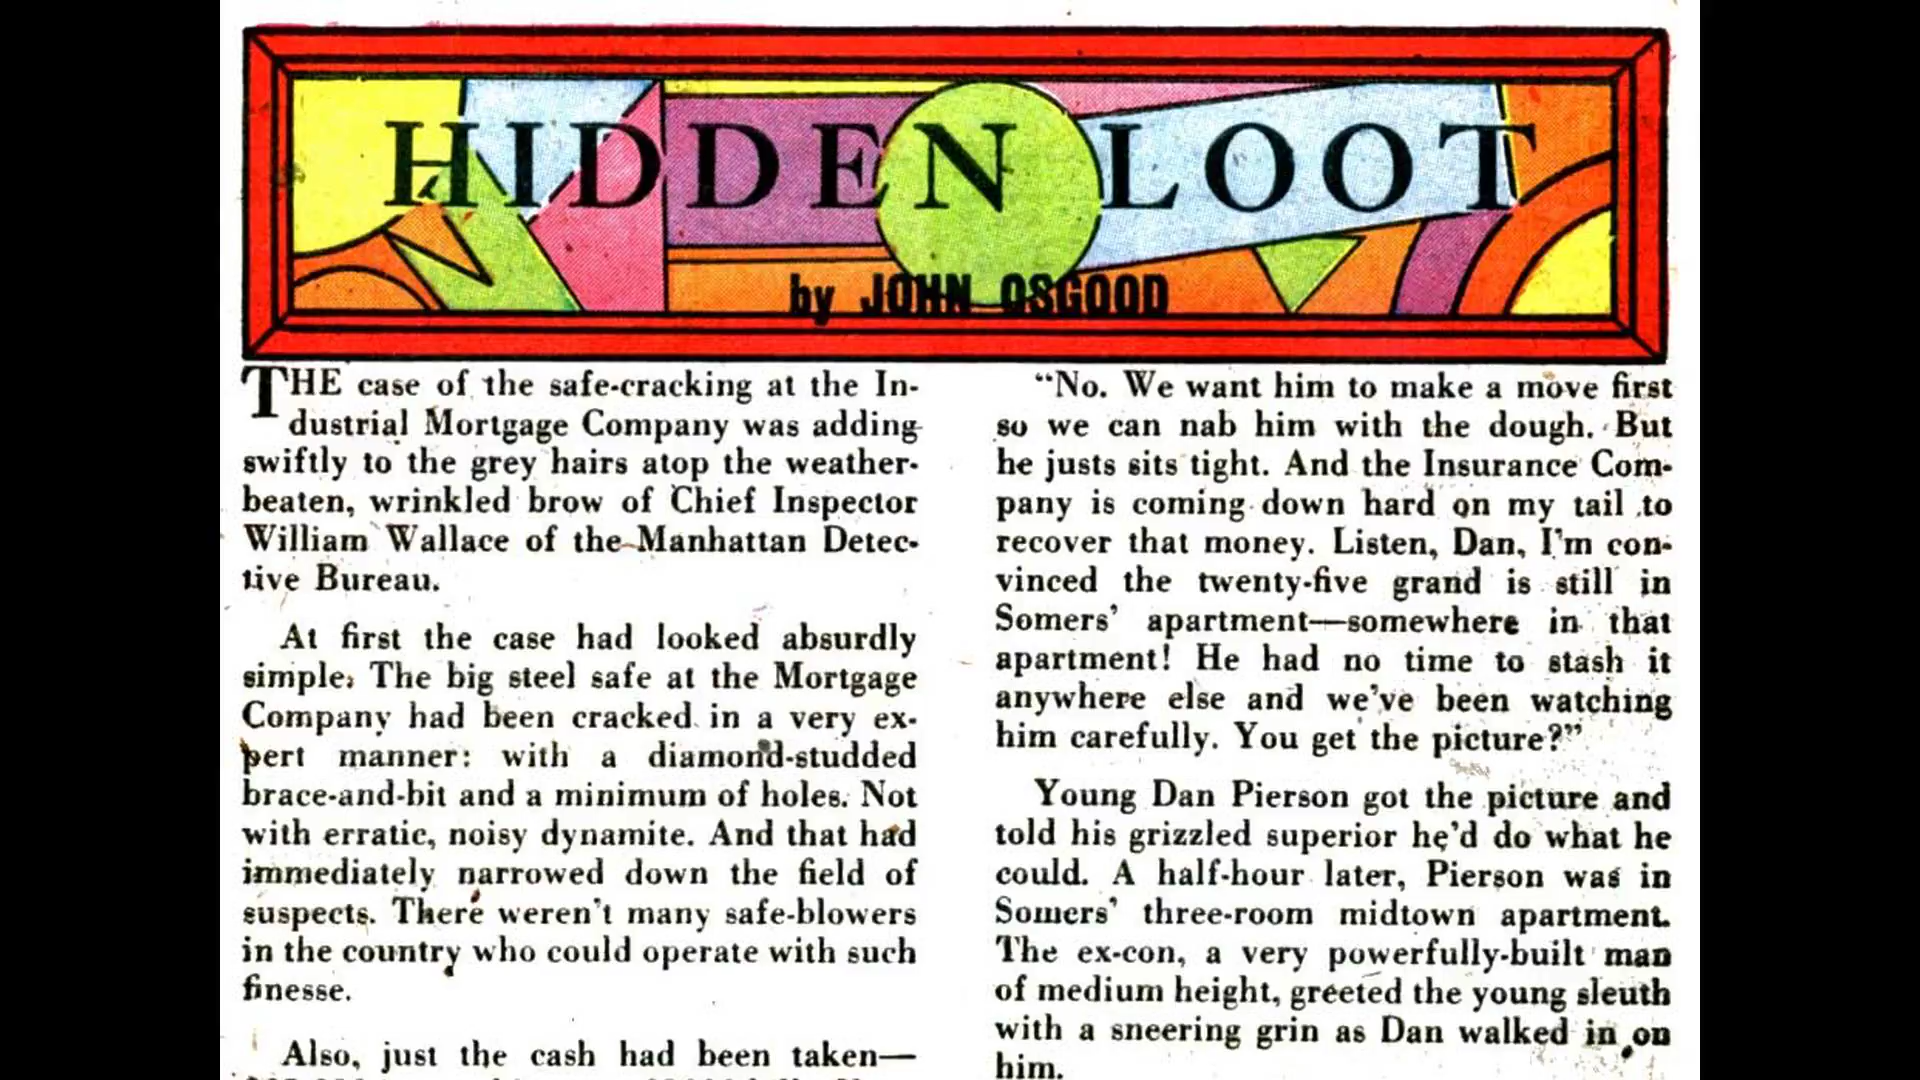 HIDDEN LOOT
by JOHN OSGOOD
THE case of the safe-cracking at the In-
dustrial Mortgage Company was adding
swiftly to the grey hairs atop the weather-
beaten, wrinkled brow of Chief Inspector
William Wallace of the Manhattan Detec-
tive Bureau.
At first the case had looked absurdly
simple. The big steel safe at the Mortgage
Company had been cracked in a very ex-
pert manner: with a diamond-studded
brace-and-bit and a minimum of holes. Not
with erratic, noisy dynamite. And that had
immediately narrowed down the field of
suspects. There weren't many safe-blowers
in the country who could operate with such
finesse.
Also, just the cash had been taken—
"No. We want him to make a move first
so we can nab him with the dough. But
he justs sits tight. And the Insurance Com-
pany is coming down hard on my tail to
recover that money. Listen, Dan, I'm con-
vinced the twenty-five grand is still in
Somers' apartment—somewhere in that
apartment! He had no time to stash it
anywhere else and we've been watching
him carefully. You get the picture?"
Young Dan Pierson got the picture and
told his grizzled superior he'd do what he
could. A half-hour later, Pierson was in
Somers' three-room midtown apartment.
The ex-con, a very powerfully-built man
of medium height, greeted the young sleuth
with a sneering grin as Dan walked in on
him.